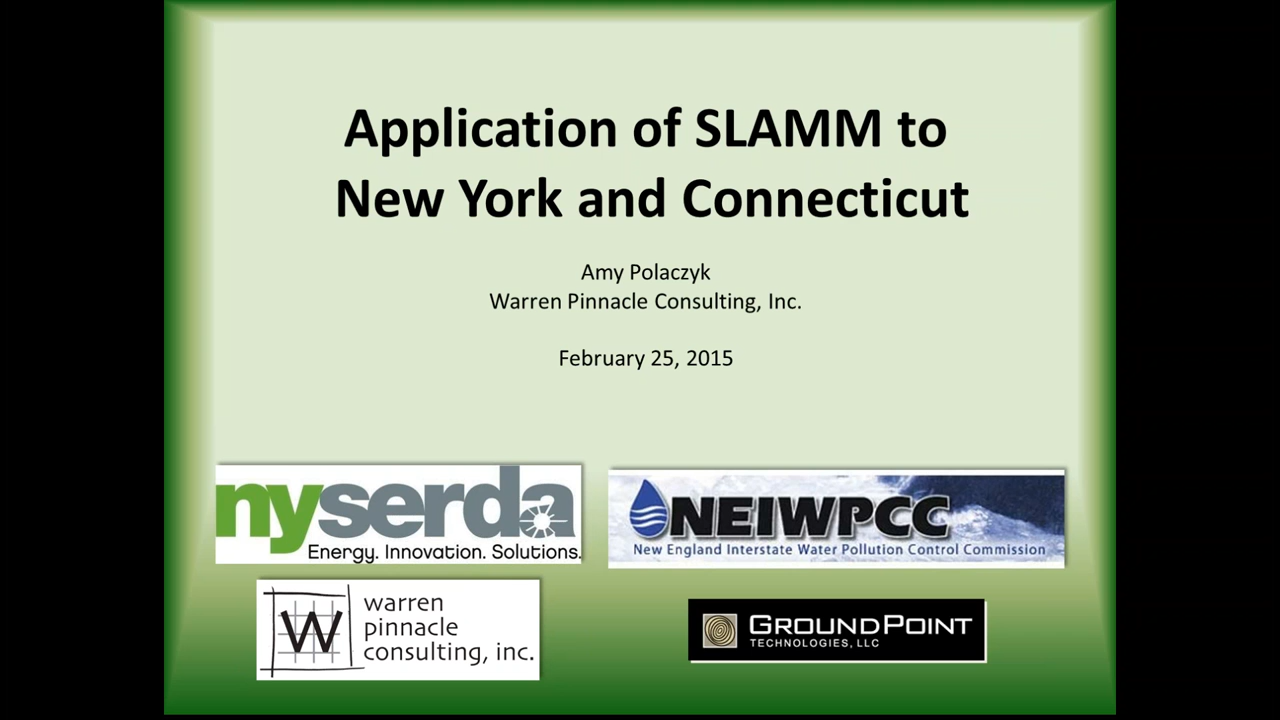 Application of SLAMM to
New York and Connecticut
Amy Polaczyk
Warren Pinnacle Consulting, Inc.
February 25, 2015
nyserda
Energy. Innovation. Solutions.
NEIWPCC
New England Interstate Water Pollution Control Commission
W
warren
pinnacle
consulting, inc.
GROUNDPOINT
TECHNOLOGIES, LLC